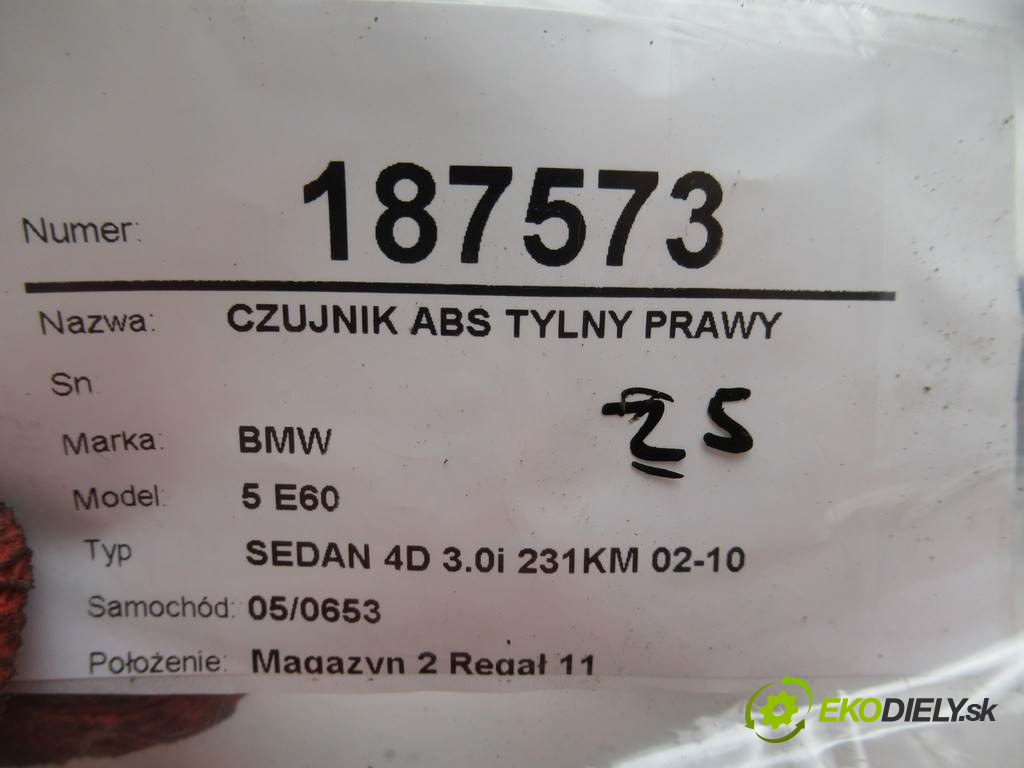 Numer: 187573
Nazwa: CZUJNIK ABS TYLNY PRAWY
Sn
25
Marka: BMW
Model: 5 E60
Typ SEDAN 4D 3.0i 231KM 02-10
Samochód: 05/0653
Położenie: Magazyn 2 Regał 11
EKODIELY.sk